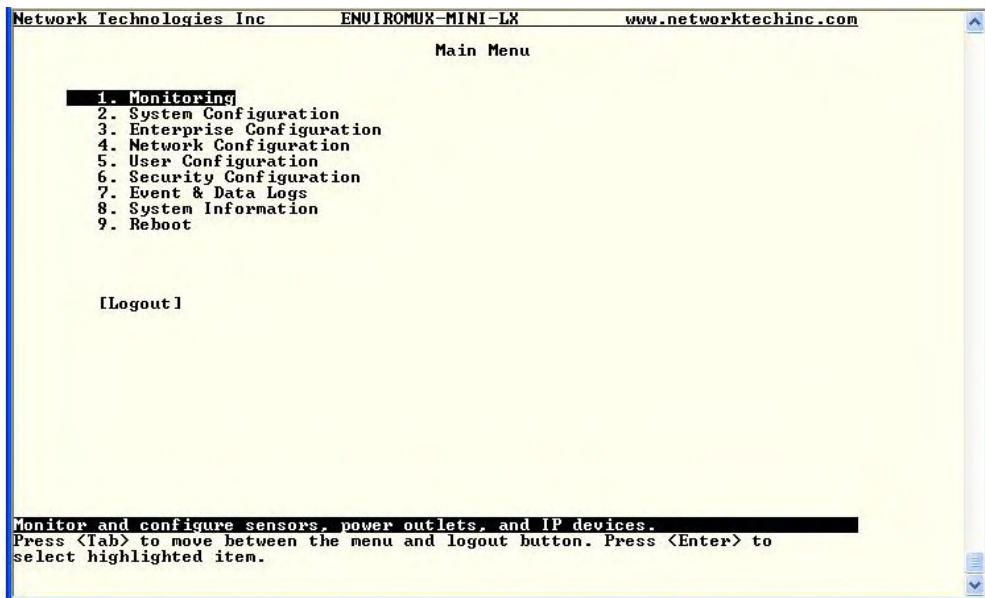 Network Technologies Inc ENVIROMUX-MINI-LX www.networktechinc.com
Main Menu
1. Monitoring
2. System Configuration
3. Enterprise Configuration
4. Network Configuration
5. User Configuration
6. Security Configuration
7. Event & Data Logs
8. System Information
9. Reboot
[Logout]
Monitor and configure sensors, power outlets, and IP devices.
Press <Tab> to move between the menu and logout button. Press <Enter> to
select highlighted item.